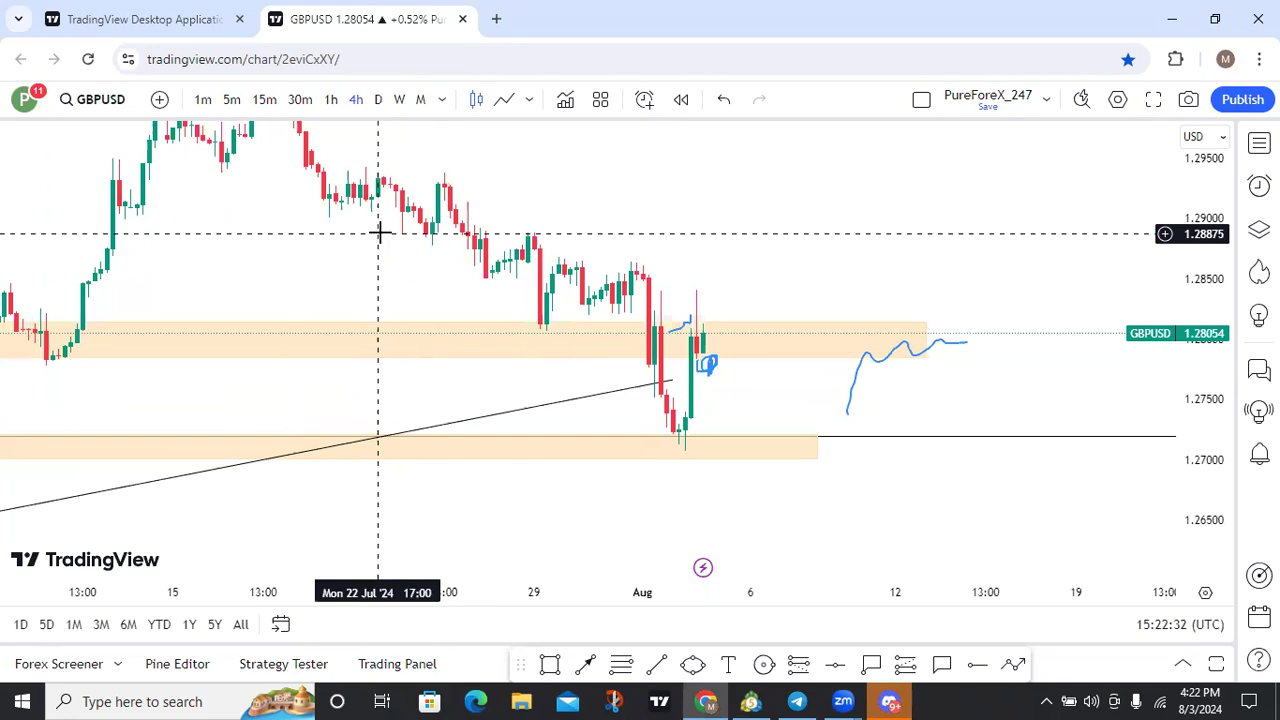 TradingView Desktop Applicati
GBPUSD 1.28054 ▲ +0.52% Pu
tradingview.com/chart/2eviCxXY/
M
P 11 GBPUSD 1m 5m 15m 30m 1h 4h D W M PureForeX_247 Save Publish
USD
1.29500
1.29000
1.28875
1.28500
GBPUSD 1.28054
1.27500
1.27000
1.26500
TradingView
13:00 15 13:00 Mon 22 Jul '24 17:00 :00 29 Aug 6 12 13:00 19 13:00
1D 5D 1M 3M 6M YTD 1Y 5Y All 15:22:32 (UTC)
Forex Screener Pine Editor Strategy Tester Trading Panel
Type here to search zm 9+ 4:22 PM
8/3/2024